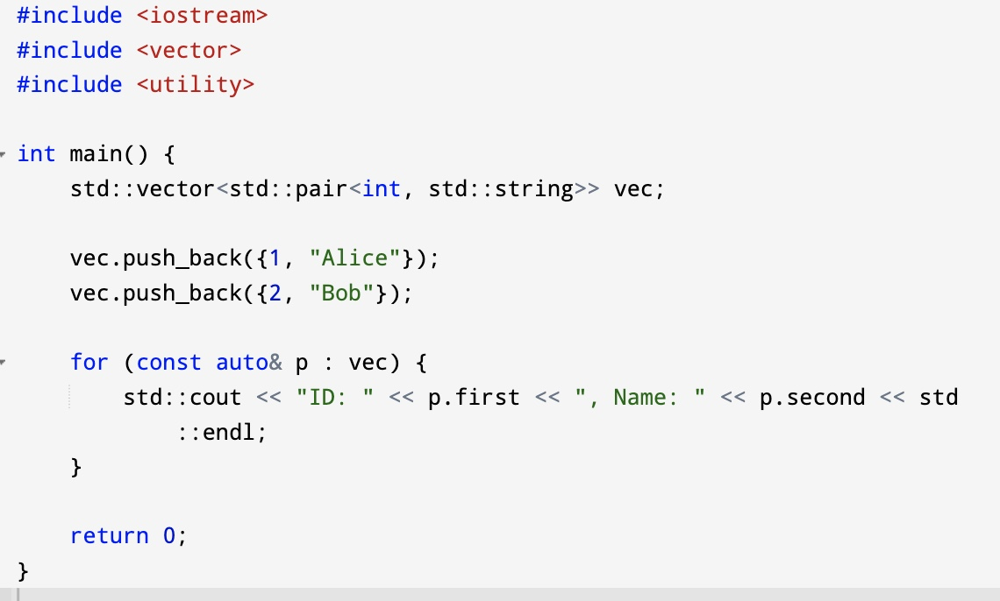 #include <iostream>
#include <vector>
#include <utility>

int main() {
    std::vector<std::pair<int, std::string>> vec;

    vec.push_back({1, "Alice"});
    vec.push_back({2, "Bob"});

    for (const auto& p : vec) {
        std::cout << "ID: " << p.first << ", Name: " << p.second << std
            ::endl;
    }

    return 0;
}